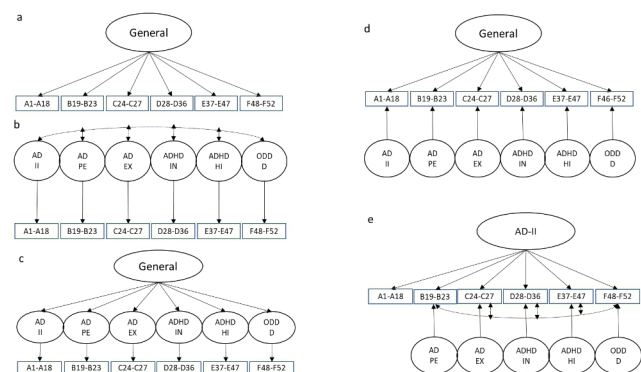 a
General
A1-A18 B19-B23 C24-C27 D28-D36 E37-E47 F48-F52
b
AD AD AD ADHD ADHD ODD
II PE EX IN HI D
A1-A18 B19-B23 C24-C27 D28-D36 E37-E47 F48-F52
c
General
AD AD AD ADHD ADHD ODD
II PE EX IN HI D
A1-A18 B19-B23 C24-C27 D28-D36 E37-E47 F48-F52
d
General
A1-A18 B19-B23 C24-C27 D28-D36 E37-E47 F46-F52
AD AD AD ADHD ADHD ODD
II PE EX IN HI D
e
AD-II
A1-A18 B19-B23 C24-C27 D28-D36 E37-E47 F48-F52
AD AD ADHD ADHD ODD
PE EX IN HI D